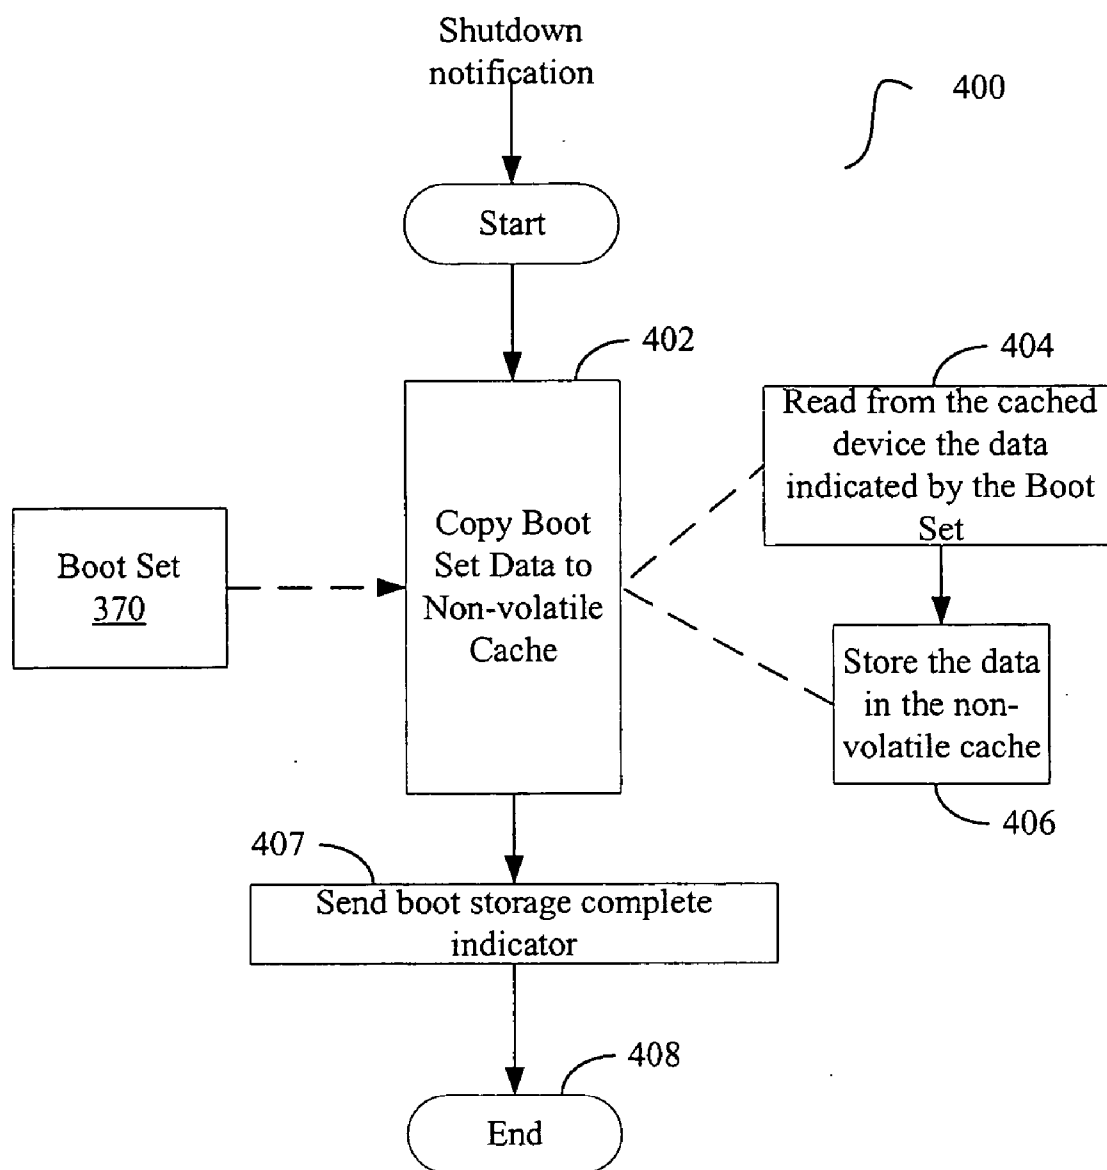 Shutdown
notification
400
Start
402
404
Read from the cached
device the data
indicated by the Boot
Set
Boot Set
370
Copy Boot
Set Data to
Non-volatile
Cache
Store the data
in the non-
volatile cache
406
407
Send boot storage complete
indicator
408
End